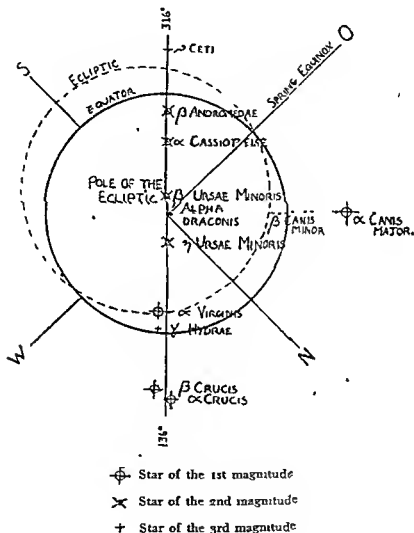 316°
CETI
O
S
ECLIPTIC
SPRING EQUINOX
EQUATOR
β ANDROMEDAE
α CASSIOPEISE
POLE OF THE
ECLIPTIC
β URSAE MINORIS
ALPHA
DRACONIS
η URSAE MINORIS
β CANIS
MINOR
α CANIS
MAJOR.
α VIRGINIS
γ HYDRAE
W
N
β CRUCIS
α CRUCIS
136°
Star of the 1st magnitude
Star of the 2nd magnitude
Star of the 3rd magnitude